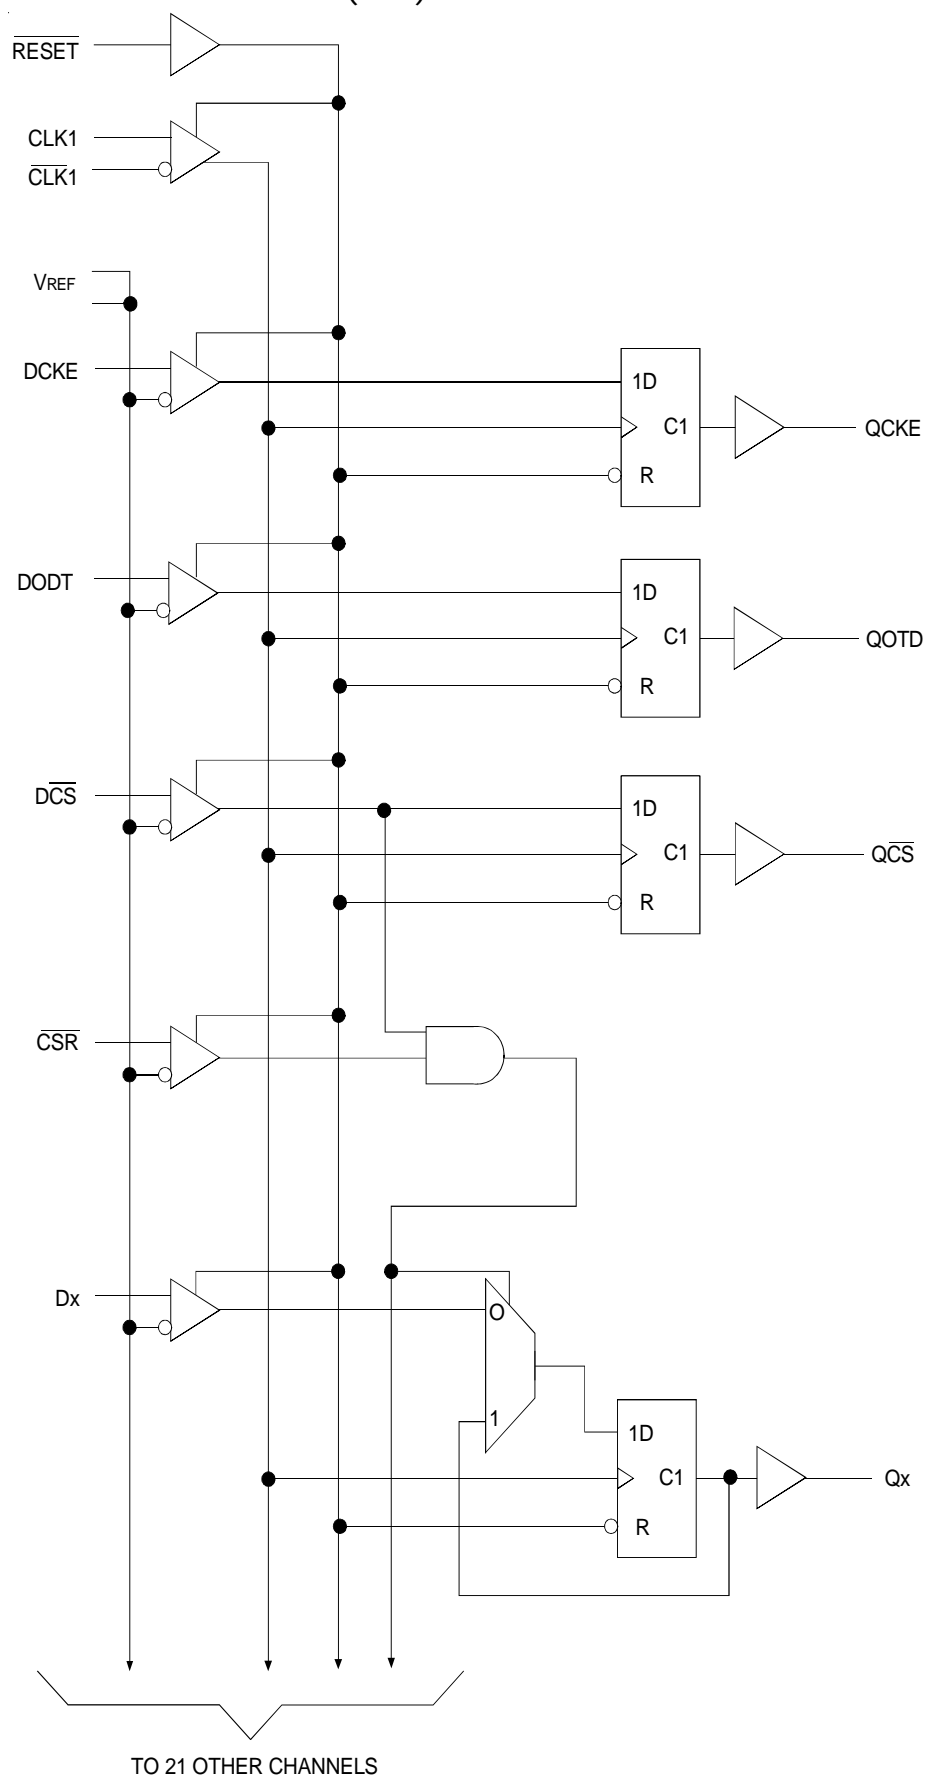 RESET
CLK1
CLK1
VREF
DCKE
1D
C1
R
QCKE
DODT
1D
C1
R
QOTD
DCS
1D
C1
R
QCS
CSR
Dx
O
1
1D
C1
R
Qx
TO 21 OTHER CHANNELS